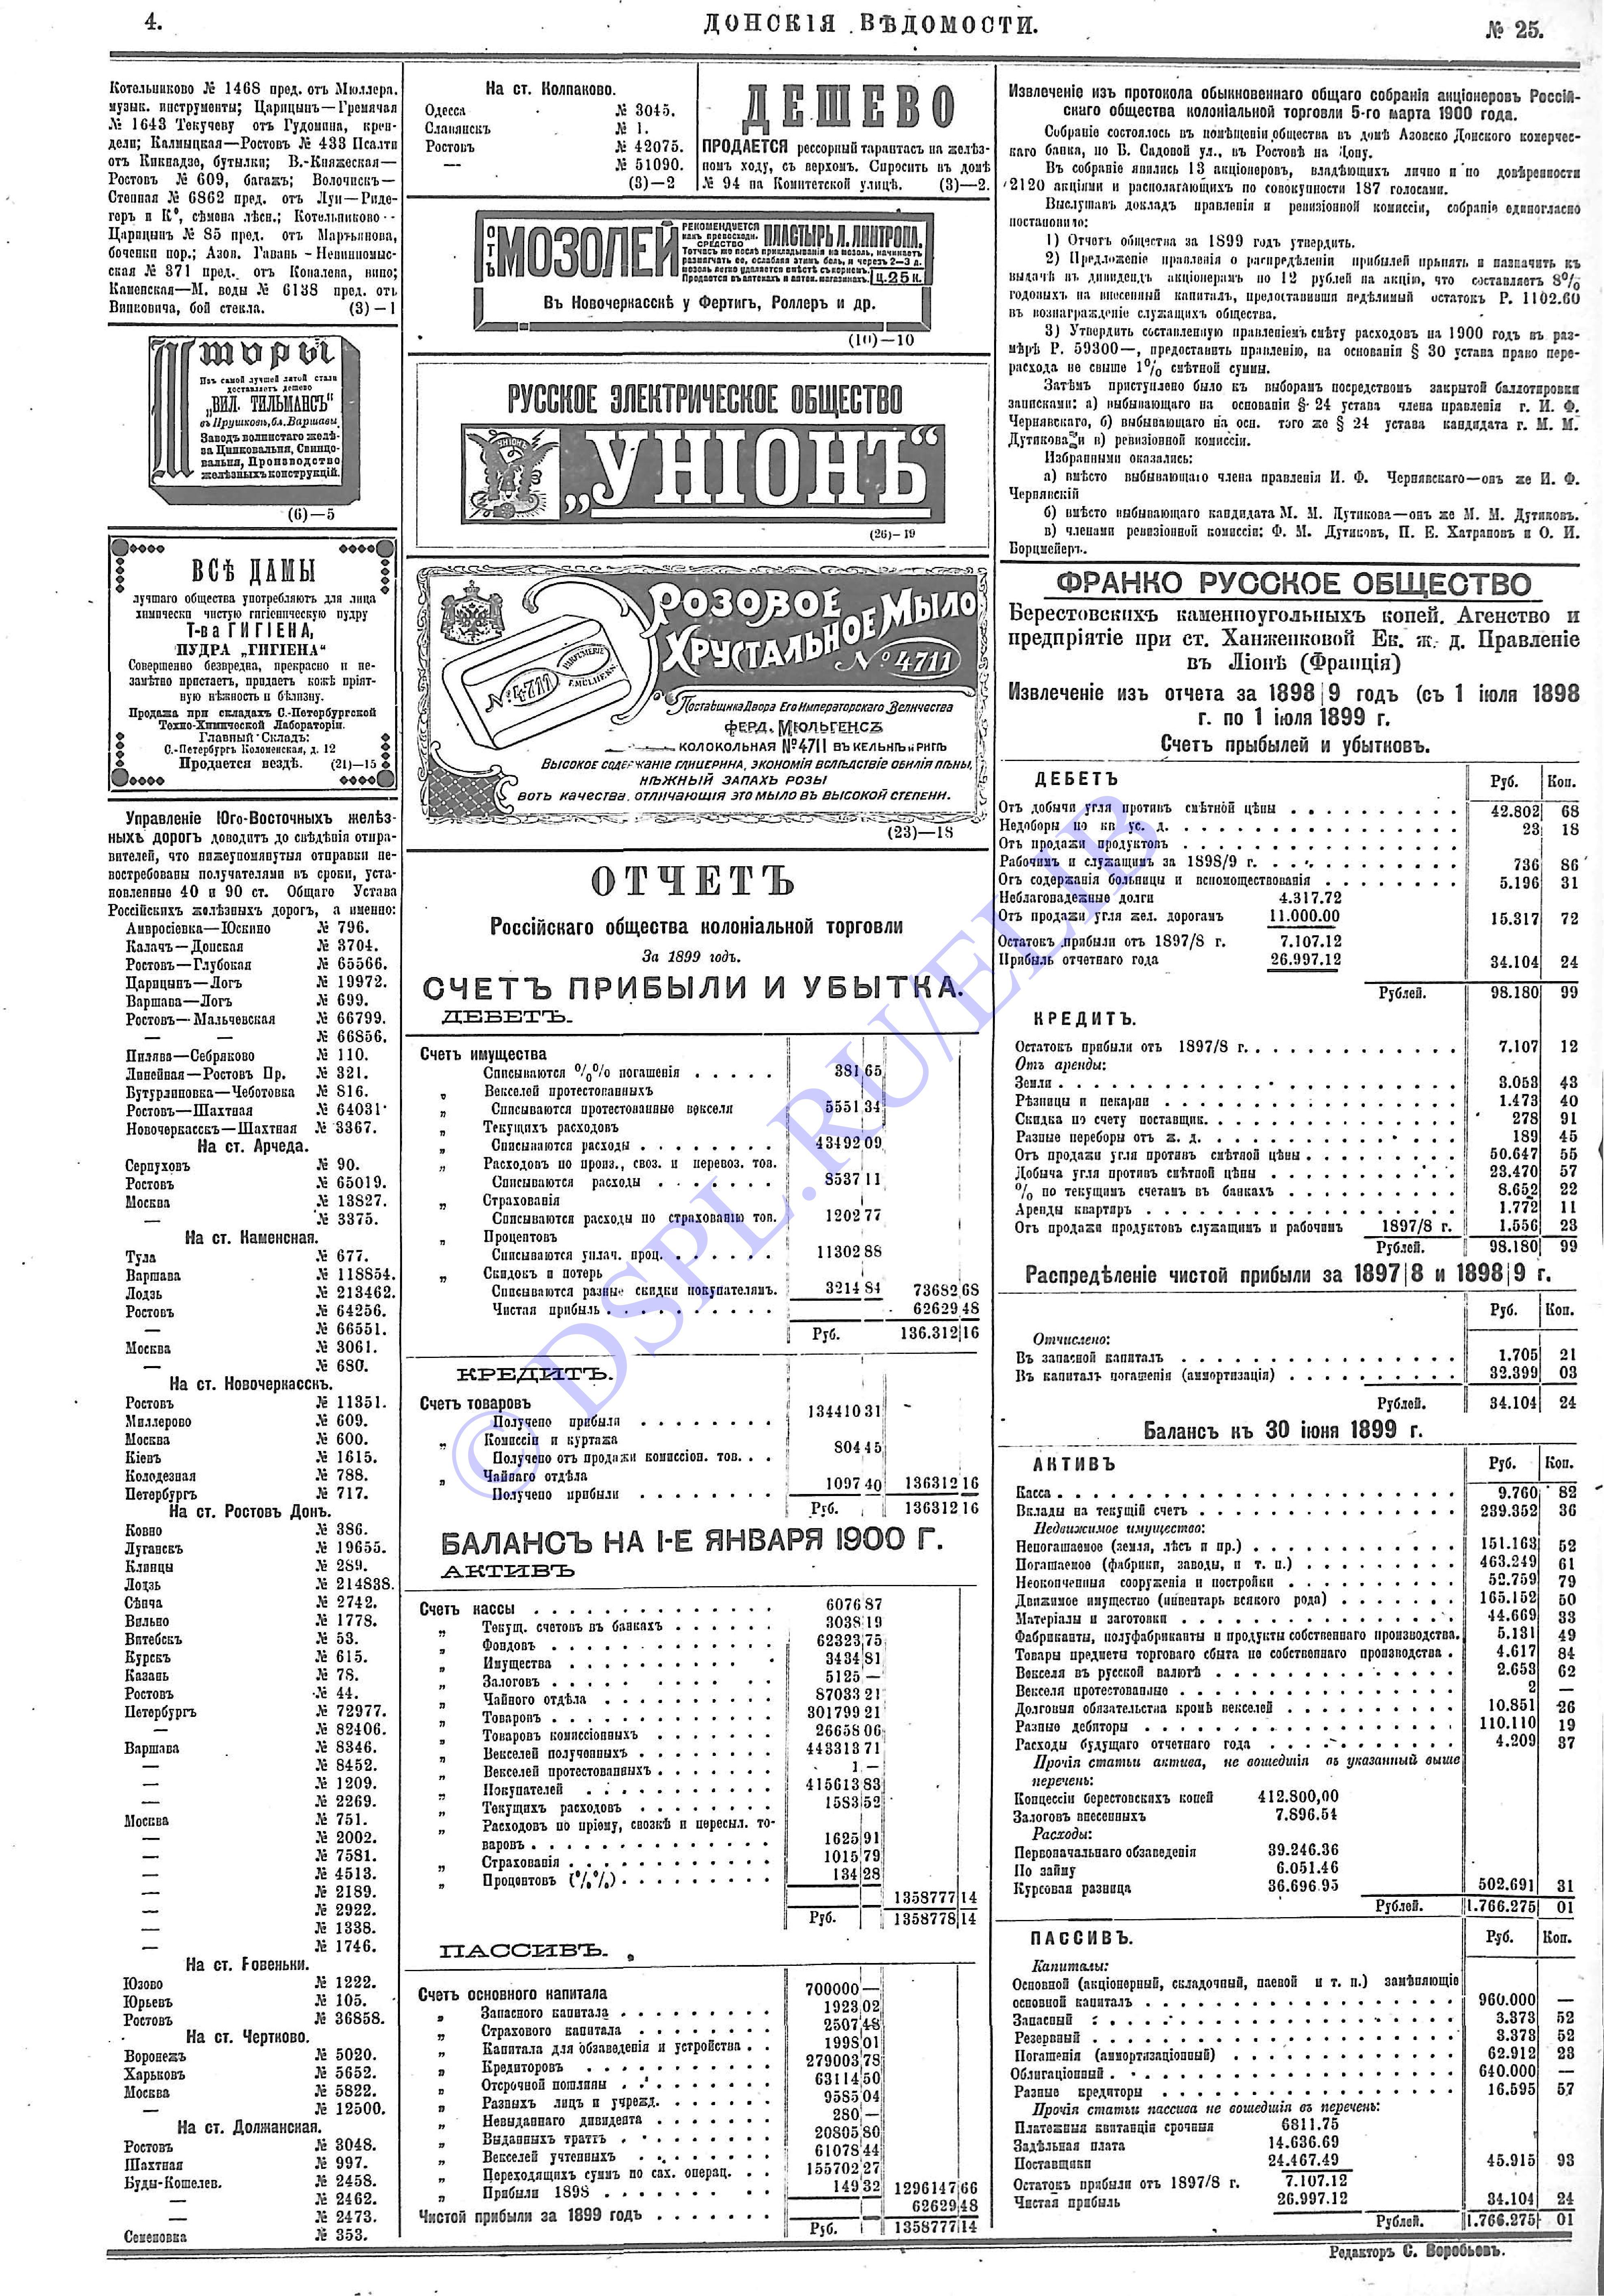 4.
ДОНСКІЯ ВѢДОМОСТИ.
№ 25.
Котельниково № 1468 пред. отъ Мюллера,
музык. инструменты; Царицынъ—Гремячая
№ 1643 Текучеву отъ Гудомина, крен-
дели; Калмыцкая—Ростовъ № 433 Псалти
отъ Кикнадзе, бутылки; В.-Княжеская—
Ростовъ № 609, багажъ; Волочискъ—
Степная № 6862 пред. отъ Луи—Риде-
геръ и Кº, сѣмена лѣсн.; Котельниково--
Царицынъ № 85 пред. отъ Мартьянова,
боченки пор.; Азов. Гавань-Невинномыс-
ская № 371 пред. отъ Копалева, вино;
Каменская—М. воды № 6138 пред. отъ
Винковича, бой стекла. (3)—1
Шторы
Изъ самой лучшей литой стали
доставляетъ дешево
„ВИЛ. ТИЛЬМАНСЪ“
въ Прушковѣ, бл. Варшавы
Заводъ волнистаго желѣ-
за Цинковальня, Свинцо-
вальня, Производство
желѣзныхъ конструкцій.
(6)—5
ВСѢ ДАМЫ
лучшаго общества употребляютъ для лица
химически чистую гигіеническую пудру
Т-ва ГИГІЕНА,
ПУДРА „ГИГІЕНА“
Совершенно безвредна, прекрасно и не-
замѣтно пристаетъ, придаетъ кожѣ пріят-
ную нѣжность и бѣлизну.
Продажа при складахъ С.-Петербургской
Техно-Химической Лабораторіи.
Главный Складъ:
С.-Петербургъ Коломенская, д. 12
Продается вездѣ. (21)—15
Управленіе Юго-Восточныхъ желѣз-
ныхъ дорогъ доводитъ до свѣдѣнія отпра-
вителей, что нижеупомянутыя отправки не-
востребованы получателями въ сроки, уста-
новленные 40 и 90 ст. Общаго Устава
Россійскихъ желѣзныхъ дорогъ, а именно:
Амвросіевка—Юскино № 796.
Калачъ—Донская № 3704.
Ростовъ—Глубокая № 65566.
Царицынъ—Логъ № 19972.
Варшава—Логъ № 699.
Ростовъ—Мальчевская № 66799.
— — № 66856.
Пилява—Себряково № 110.
Линейная—Ростовъ Пр. № 321.
Бутурлиновка—Чеботовка № 816.
Ростовъ—Шахтная № 64031
Новочеркасскъ—Шахтная № 3367.
На ст. Арчеда.
Серпуховъ № 90.
Ростовъ № 65019.
Москва № 13827.
— № 3375.
На ст. Каменская.
Тула № 677.
Варшава № 118854.
Лодзь № 213462.
Ростовъ № 64256.
— № 66551.
Москва № 3061.
— № 680.
На ст. Новочеркасскъ.
Ростовъ № 11351.
Миллерово № 609.
Москва № 600.
Кіевъ № 1615.
Колодезная № 788.
Петербургъ № 717.
На ст. Ростовъ Донъ.
Ковно № 386.
Луганскъ № 19655.
Клинцы № 289.
Лодзь № 214838.
Сѣнча № 2742.
Вильно № 1778.
Витебскъ № 53.
Курскъ № 615.
Казань № 78.
Ростовъ № 44.
Петербургъ № 72977.
— № 82406.
Варшава № 8346.
— № 8452.
— № 1209.
— № 2269.
Москва № 751.
— № 2002.
— № 7581.
— № 4513.
— № 2189.
— № 2922.
— № 1338.
— № 1746.
На ст. Ровеньки.
Юзово № 1222.
Юрьевъ № 105.
Ростовъ № 36858.
На ст. Чертково.
Воронежъ № 5020.
Харьковъ № 5652.
Москва № 5822.
— № 12500.
На ст. Должанская.
Ростовъ № 3048.
Шахтная № 997.
Буды-Кошелев. № 2458.
— № 2462.
— № 2473.
Семеновка № 353.
На ст. Колпаково.
Одесса № 3045.
Славянскъ № 1.
Ростовъ № 42075.
— № 51090.
(3)—2
ДЕШЕВО
ПРОДАЕТСЯ рессорный тарантасъ на желѣз-
номъ ходу, съ верхомъ. Спросить въ домѣ
№ 94 на Комитетской улицѣ. (3)—2.
ОТЪ
МОЗОЛЕЙ
РЕКОМЕНДУЕТСЯ
какъ превосходн.
СРЕДСТВО
ПЛАСТЫРЬ Л. ЛИНТРОПА.
Тотчасъ же послѣ прикладыванія на мозоль, начинаетъ
размягчать ее, ослабляя этимъ боль, и черезъ 2—3 д.
мозоль легко удаляется вмѣстѣ съ корнемъ.
Продается въ аптекахъ и аптек. магазинахъ.
Ц. 25 к.
Въ Новочеркасскѣ у Фертиг, Роллер и др.
(10)—10
РУССКОЕ ЭЛЕКТРИЧЕСКОЕ ОБЩЕСТВО
УНІОНЪ
„УНІОНЪ“
(26)—19
РОЗОВОЕ
ХРУСТАЛЬНОЕ МЫЛО
№ 4711
№ 4711
PARFUMERIE
F. MÜLHENS.
Поставщика Двора Его Императорскаго Величества
ФЕРД. МЮЛЬГЕНСЪ
КОЛОКОЛЬНАЯ №4711 ВЪ КЕЛЬНѢ и РИГѢ
ВЫСОКОЕ СОДЕРЖАНІЕ ГЛИЦЕРИНА, ЭКОНОМІЯ ВСЛѢДСТВІЕ ОБИЛІЯ ПѢНЫ,
НѢЖНЫЙ ЗАПАХЪ РОЗЫ
ВОТЬ КАЧЕСТВА, ОТЛИЧАЮЩІЯ ЭТО МЫЛО ВЪ ВЫСОКОЙ СТЕПЕНИ.
(23)—18
ОТЧЕТЪ
Россійскаго общества колоніальной торговли
За 1899 годъ.
СЧЕТЪ ПРИБЫЛИ И УБЫТКА.
ДЕБЕТЪ.
Счетъ имущества
Списываются %% погашенія 381 65
„ Векселей протестованныхъ
„ Списываются протестованные векселя 5551 34
„ Текущихъ расходовъ
„ Списываются расходы 43492 09
„ Расходовъ по произ., своз. и перевоз. тов.
Списываются расходы 8537 11
„ Страхованія
Списываются расходы по страхованію тов. 1202 77
„ Процентовъ
Списываются уплач. проц. 11302 88
„ Скидокъ и потерь
Списываются разные скидки покупателямъ. 3214 84 73682 68
Чистая прибыль 62629 48
Руб. 136.312 16
КРЕДИТЪ.
Счетъ товаровъ
Получено прибыли 134410 31
„ Комиссіи и куртажа
Получено отъ продажи комиссіон. тов. 804 45
„ Чайнаго отдѣла
Получено прибыли 1097 40 136312 16
Руб. 136312 16
БАЛАНСЪ НА 1-Е ЯНВАРЯ 1900 Г.
АКТИВЪ
Счетъ кассы 6076 87
„ Текущ. счетовъ въ банкахъ 3038 19
„ Фондовъ 62323 75
„ Имущества 3434 81
„ Залоговъ 5125 —
„ Чайнаго отдѣла 87033 21
„ Товаровъ 301799 21
„ Товаровъ комиссіонныхъ 26658 06
„ Векселей полученныхъ 443313 71
„ Векселей протестованныхъ 1 —
„ Покупателей 415613 83
„ Текущихъ расходовъ 1583 52
„ Расходовъ по пріему, свозкѣ и пересыл. то-
варовъ 1625 91
„ Страхованія 1015 79
„ Процентовъ (%%) 134 28
1358777 14
Руб. 1358778 14
ПАССИВЪ.
Счетъ основного капитала 700000 —
„ Запасного капитала 1923 02
„ Страхового капитала 2507 48
„ Капитала для обзаведенія и устройства 1998 01
„ Кредиторовъ 279003 78
„ Отсрочной пошлины 63114 50
„ Разныхъ лицъ и учрежд. 9585 04
„ Невыданнаго дивидента 280 —
„ Выданныхъ траттъ 20805 80
„ Векселей учтенныхъ 61078 44
„ Переходящихъ суммъ по сах. операц. 155702 27
„ Прибыли 1898 149 32 1296147 66
Чистой прибыли за 1899 годъ 62629 48
Руб. 1358777 14
Извлеченіе изъ протокола обыкновеннаго общаго собранія акціонеровъ Россій-
скаго общества колоніальной торговли 5-го марта 1900 года.
Собраніе состоялось въ помѣщеніи общества въ домѣ Азовско Донского комерчес-
каго банка, по Б. Садовой ул., въ Ростовѣ на Дону.
Въ собраніе явились 13 акціонеровъ, владѣющихъ лично и по довѣренности
2120 акціями и располагающихъ по совокупности 187 голосами.
Выслушавъ докладъ правленія и ревизіонной комиссіи, собраніе единогласно
постановило:
1) Отчетъ общества за 1899 годъ утвердить.
2) Предложеніе правленія о распредѣленіи прибылей принять и назначить къ
выдачѣ въ дивидендъ акціонерамъ по 12 рублей на акцію, что составляетъ 8%
годовыхъ на внесенный капиталъ, предоставивши недѣлимый остатокъ Р. 1102.60
въ вознагражденіе служащихъ общества.
3) Утвердить составленную правленіемъ смѣту расходовъ на 1900 годъ въ раз-
мѣрѣ Р. 59300—, предоставить правленію, на основаніи § 30 устава право пере-
расхода не свыше 1% смѣтной суммы.
Затѣмъ приступлено было къ выборамъ посредствомъ закрытой баллотировки
записками: а) выбывающаго на основаніи § 24 устава члена правленія г. И. Ф.
Чернявскаго, б) выбывающаго на осн. того же § 24 устава кандидата г. М. М.
Дутикова и в) ревизіонной комиссіи.
Избранными оказались:
а) вмѣсто выбывающаго члена правленія И. Ф. Чернявскаго—онъ же И. Ф.
Чернявскій
б) вмѣсто выбывающаго кандидата М. М. Дутикова—онъ же М. М. Дутиковъ.
в) членами ревизіонной комиссіи: Ф. М. Дутиковъ, П. Е. Хатрановъ и О. И.
Борцмейеръ.
ФРАНКО РУССКОЕ ОБЩЕСТВО
Берестовскихъ каменноугольныхъ копей. Агенство и
предпріятіе при ст. Ханженковой Ек. ж. д. Правленіе
въ Ліонѣ (Франція)
Извлеченіе изъ отчета за 1898|9 годъ (съ 1 іюля 1898
г. по 1 іюля 1899 г.
Счетъ прыбылей и убытковъ.
ДЕБЕТЪ Руб. Коп.
Отъ добычи угля противъ смѣтной цѣны 42.802 68
Недоборы по кв ус. д. 23 18
Отъ продажи продуктовъ
Рабочимъ и служащимъ за 1898/9 г. 736 86
Отъ содержанія больницы и вспомоществованія 5.196 31
Неблагонадежные долги 4.317.72
Отъ продажи угля жел. дорогамъ 11.000.00 15.317 72
Остатокъ прибыли отъ 1897/8 г. 7.107.12
Прибыль отчетнаго года 26.997.12 34.104 24
Рублей. 98.180 99
КРЕДИТЪ.
Остатокъ прибыли отъ 1897/8 г. 7.107 12
Отъ аренды:
Земли 3.053 43
Рѣзницы и пекарни 1.473 40
Скидка по счету поставщик. 278 91
Разные переборы отъ ж. д. 189 45
Отъ продажи угля противъ смѣтной цѣны 50.647 55
Добыча угля противъ смѣтной цѣны 23.470 57
% по текущимъ счетамъ въ банкахъ 8.652 22
Аренды квартиръ 1.772 11
Отъ продажи продуктовъ служащимъ и рабочимъ 1897/8 г. 1.556 23
Рублей. 98.180 99
Распредѣленіе чистой прибыли за 1897|8 и 1898|9 г.
Руб. Коп.
Отчислено:
Въ запасной капиталъ 1.705 21
Въ капиталъ погашенія (аммортизація) 32.399 03
Рублей. 34.104 24
Балансъ къ 30 іюня 1899 г.
АКТИВЪ Руб. Коп.
Касса 9.760 82
Вклады на текущій счетъ 239.352 36
Недвижимое имущество:
Непогашаемое (земля, лѣсъ и пр.) 151.163 52
Погашаемое (фабрики, заводы, и т. п.) 463.249 61
Неоконченныя сооруженія и постройки 52.759 79
Движимое имущество (инвентарь всякого рода) 165.152 50
Матеріалы и заготовки 44.669 33
Фабриканты, полуфабриканты и продукты собственнаго производства. 5.131 49
Товары предметы торговаго сбыта не собственнаго производства 4.617 84
Векселя въ русской валютѣ 2.653 62
Векселя протестованные 2 —
Долговыя обязательства кромѣ векселей 10.851 26
Разные дебиторы 110.110 19
Расходы будущаго отчетнаго года 4.209 37
Прочія статьи актива, не вошедшія въ указанный выше
перечень:
Концессіи берестовскихъ копей 412.800,00
Залоговъ внесенныхъ 7.896.54
Расходы:
Первоначальнаго обзаведенія 39.246.36
По займу 6.051.46
Курсовая разница 36.696.95 502.691 31
Рублей. 1.766.275 01
ПАССИВЪ. Руб. Коп.
Капиталы:
Основной (акціонерный, складочный, паевой и т. п.) замѣняющіе
основной капиталъ 960.000 —
Запасный 3.373 52
Резервный 3.373 52
Погашенія (аммортизаціонный) 62.912 23
Облигаціонный 640.000 —
Разные кредиторы 16.595 57
Прочія статьи пассива не вошедшія въ перечень:
Платежныя квитанціи срочныя 6811.75
Задѣльная плата 14.636.69
Поставщики 24.467.49 45.915 93
Остатокъ прибыли отъ 1897/8 г. 7.107.12
Чистая прибыль 26.997.12 34.104 24
Рублей. 1.766.275 01
Редакторъ С. Воробьевъ.
© DSPL.RU/ELIB